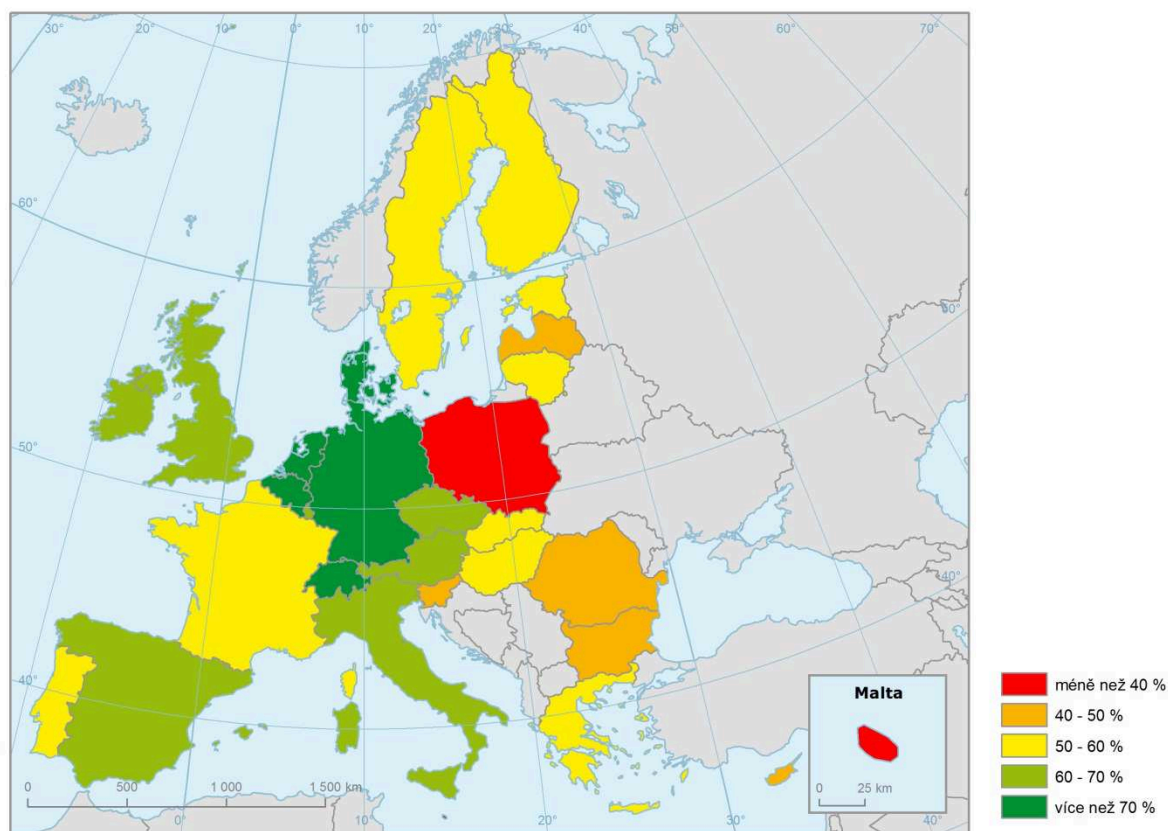 30° 20° 10° 0° 10° 20° 30° 40° 50° 60° 70°
60°
50°
50°
40°
40°
0 500 1 000 1 500 km
0° 10° 20° 30° 40°
Malta
0 25 km
méně než 40 %
40 - 50 %
50 - 60 %
60 - 70 %
více než 70 %